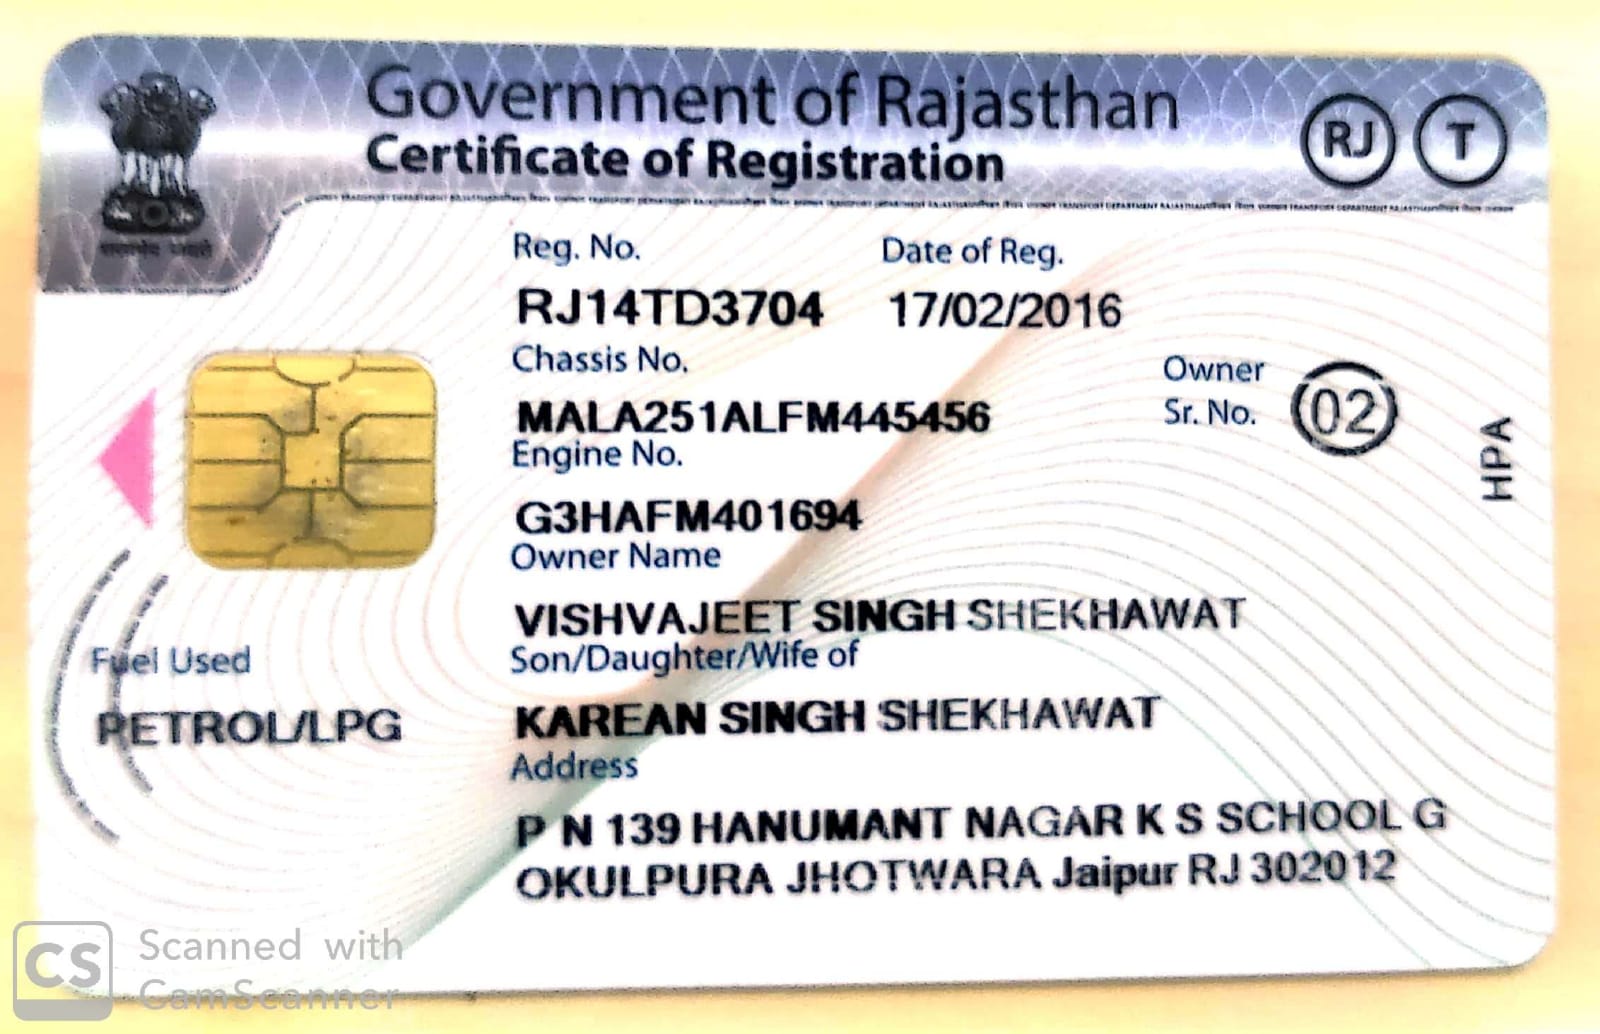 Government of Rajasthan
Certificate of Registration
RJ T
Reg. No. Date of Reg.
RJ14TD3704 17/02/2016
Chassis No.
MALA251ALFM445456
Owner
Sr. No. 02
HPA
Engine No.
G3HAFM401694
Owner Name
VISHVAJEET SINGH SHEKHAWAT
Son/Daughter/Wife of
KAREAN SINGH SHEKHAWAT
Fuel Used
PETROL/LPG
Address
P N 139 HANUMANT NAGAR K S SCHOOL G
OKULPURA JHOTWARA Jaipur RJ 302012
CS Scanned with
CamScanner